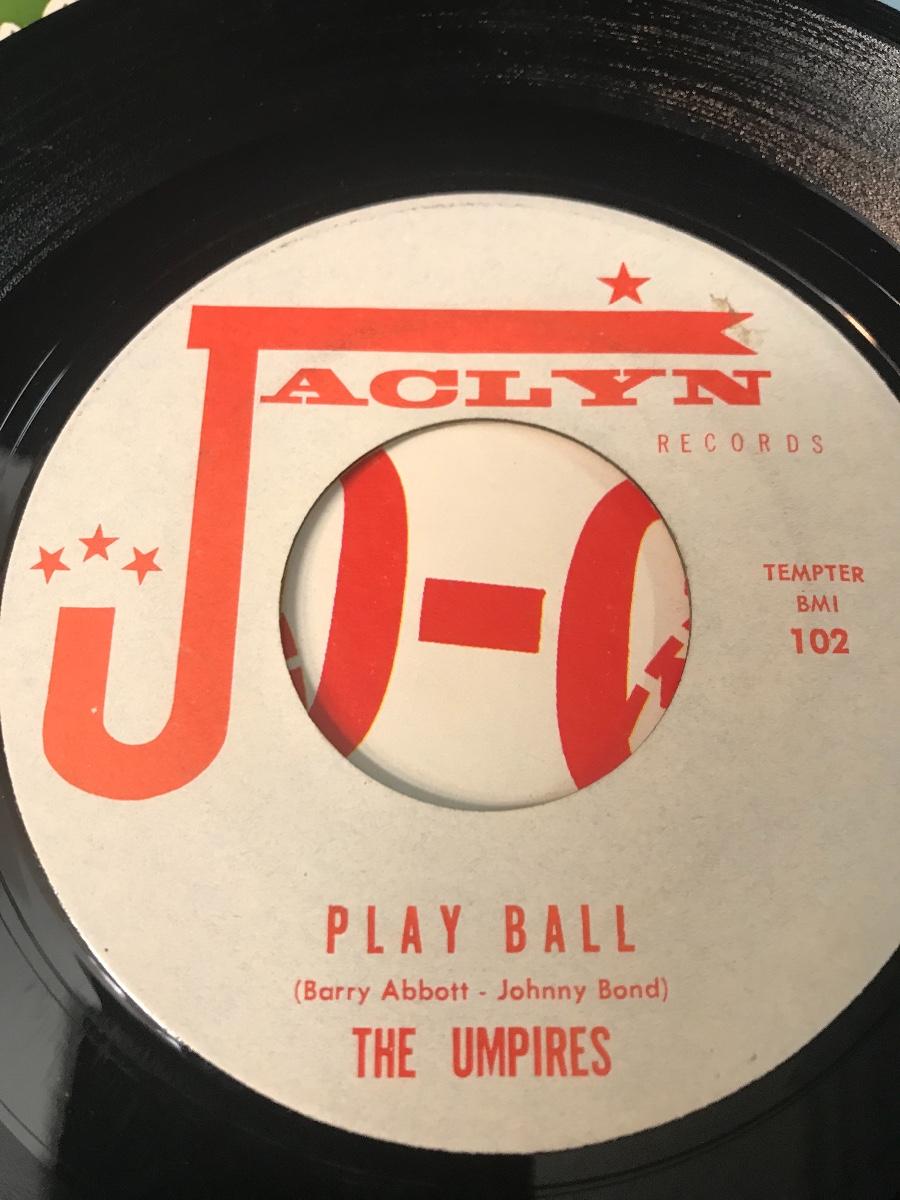 JACLYN
RECORDS
TEMPTER
BMI
102
PLAY BALL
(Barry Abbott - Johnny Bond)
THE UMPIRES